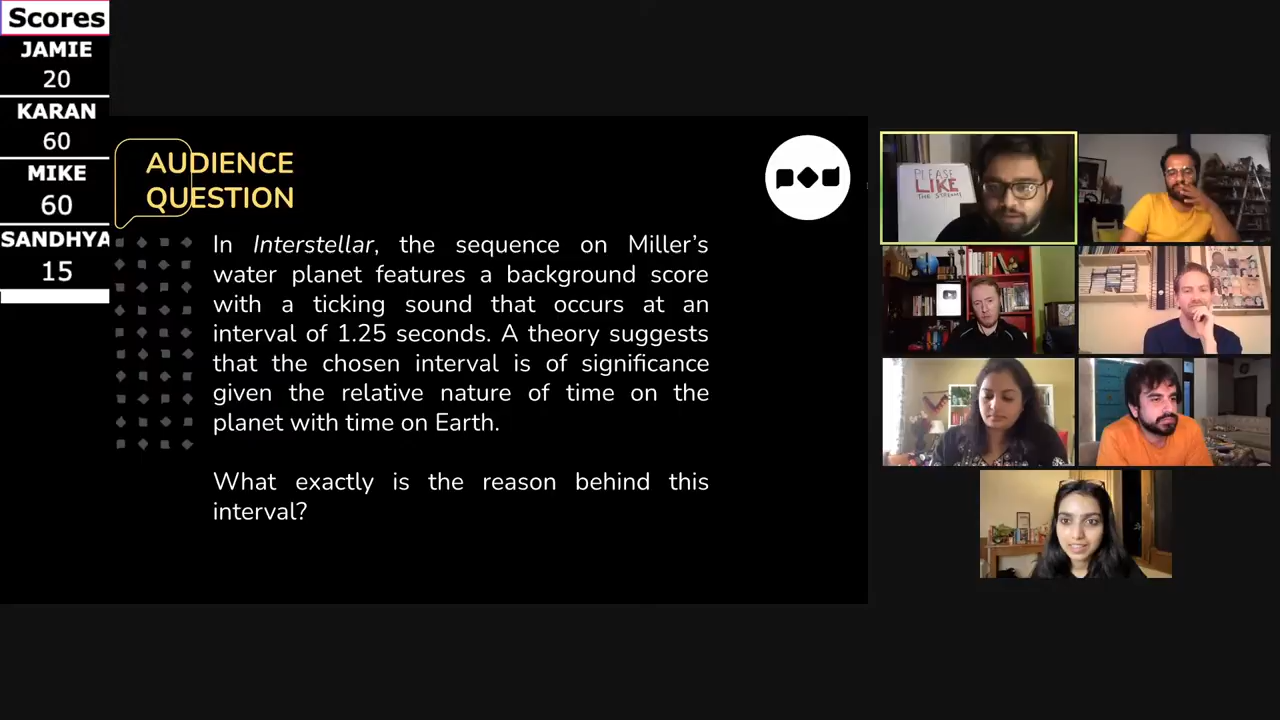 Scores
JAMIE
20
KARAN
60
MIKE
60
SANDHYA
15
AUDIENCE
QUESTION
In Interstellar, the sequence on Miller's
water planet features a background score
with a ticking sound that occurs at an
interval of 1.25 seconds. A theory suggests
that the chosen interval is of significance
given the relative nature of time on the
planet with time on Earth.
What exactly is the reason behind this
interval?
PLEASE
LIKE
THE STREAM